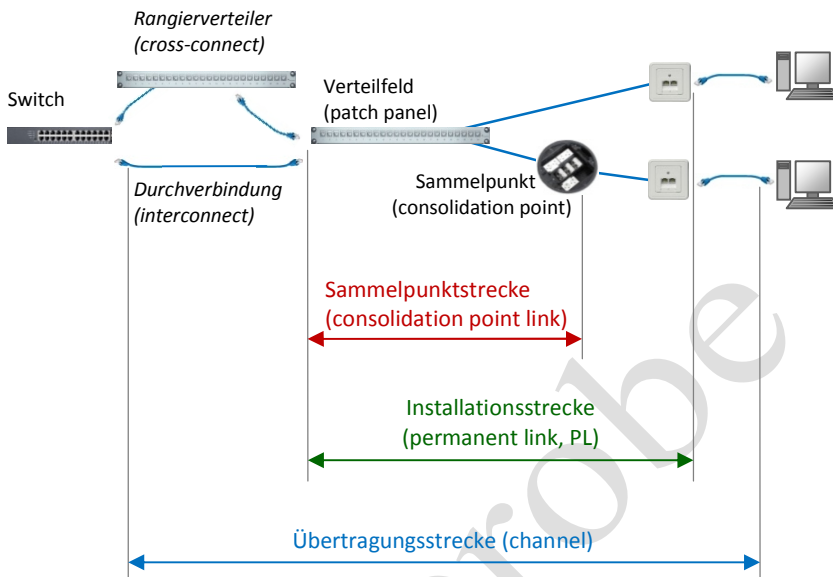 Rangierverteiler
(cross-connect)
Switch
Verteilfeld
(patch panel)
Durchverbindung
(interconnect)
Sammelpunkt
(consolidation point)
Sammelpunktstrecke
(consolidation point link)
Installationsstrecke
(permanent link, PL)
Übertragungsstrecke (channel)
robe